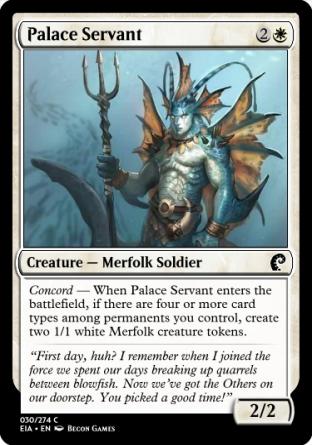 Palace Servant 2
Creature — Merfolk Soldier
Concord — When Palace Servant enters the
battlefield, if there are four or more card
types among permanents you control, create
two 1/1 white Merfolk creature tokens.
“First day, huh? I remember when I joined the
force we spent our days breaking up quarrels
between blowfish. Now we've got the Others on
our doorstep. You picked a good time!”
2/2
030/274 C
EIA • EN Becon Games